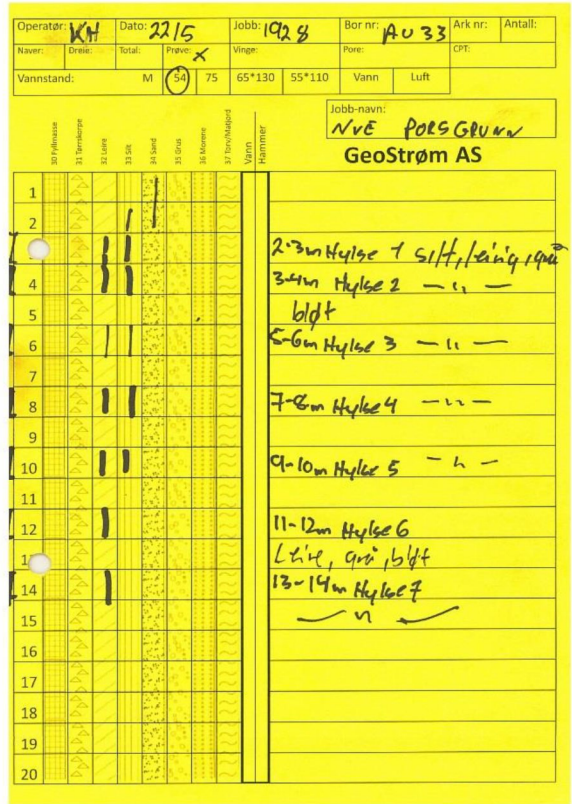 Operatør: KH Dato: 22/5 Jobb: 1928 Bor nr: AU 33 Ark nr: Antall:
Naver: Dreie: Total: Prøve: X Vinge: Pore: CPT:
Vannstand: M 54 75 65*130 55*110 Vann Luft
Jobb-navn:
NVE PORSGRUNN
GeoStrøm AS
30 Fyllmasse
31 Tørrskorpe
32 Leire
33 Silt
34 Sand
35 Grus
36 Morene
37 Torv/Matjord
Vann
Hammer
1
2
2-3m Hylse 1 silt, leirig, grå
4 3-4m Hylse 2 — " —
5 bløt
6 5-6m Hylse 3 — " —
7
8 7-8m Hylse 4 — " —
9
10 9-10m Hylse 5 — " —
11
12 11-12m Hylse 6
1 Leire, grå, bløt
14 13-14m Hylse 7
15 — " —
16
17
18
19
20